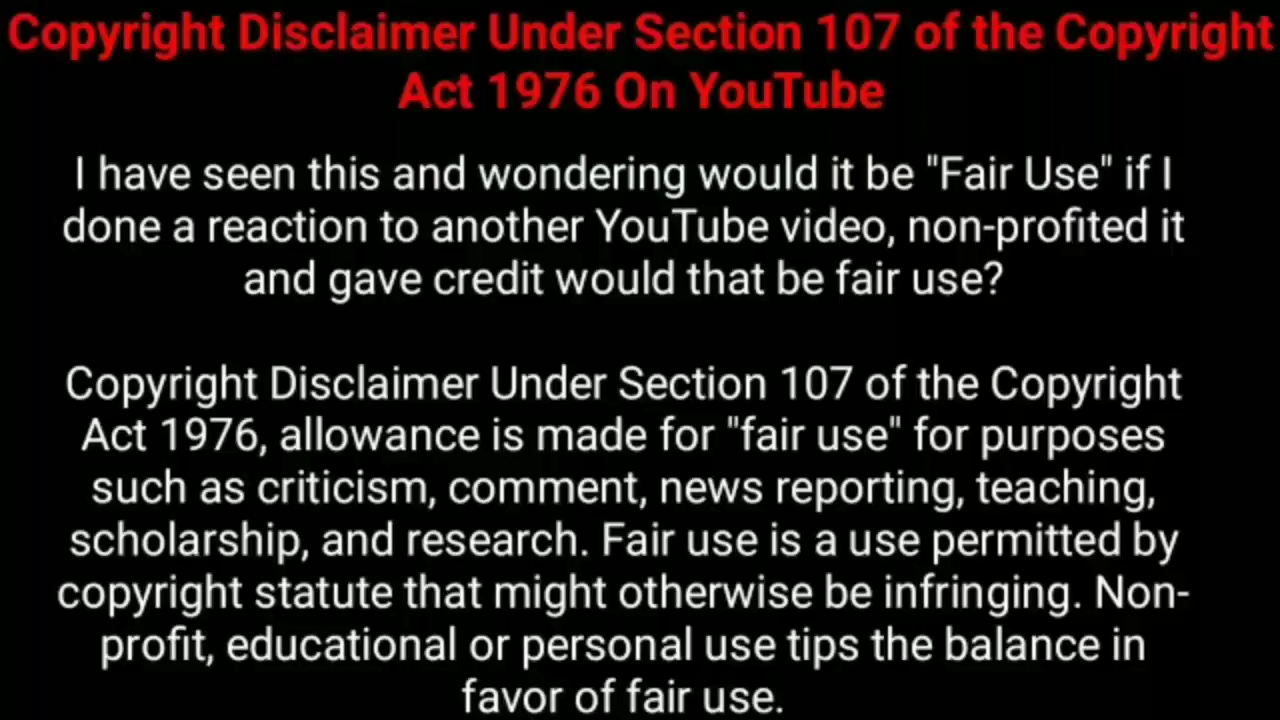 Copyright Disclaimer Under Section 107 of the Copyright
Act 1976 On YouTube
I have seen this and wondering would it be "Fair Use" if I
done a reaction to another YouTube video, non-profited it
and gave credit would that be fair use?
Copyright Disclaimer Under Section 107 of the Copyright
Act 1976, allowance is made for "fair use" for purposes
such as criticism, comment, news reporting, teaching,
scholarship, and research. Fair use is a use permitted by
copyright statute that might otherwise be infringing. Non-
profit, educational or personal use tips the balance in
favor of fair use.